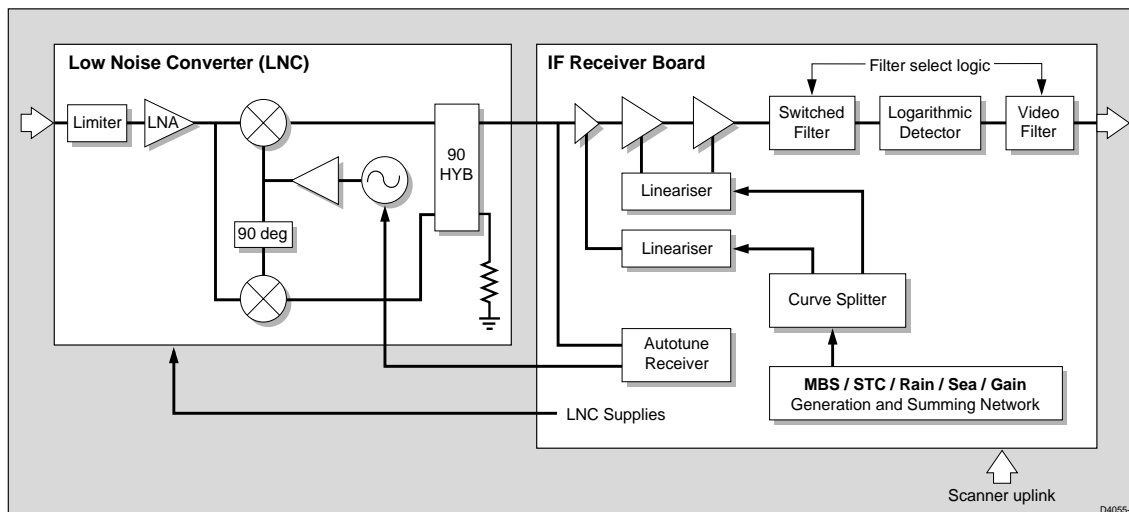 Low Noise Converter (LNC)
IF Receiver Board
Filter select logic
Limiter
LNA
90
HYB
Switched
Filter
Logarithmic
Detector
Video
Filter
Lineariser
90 deg
Lineariser
Curve Splitter
Autotune
Receiver
MBS / STC / Rain / Sea / Gain
Generation and Summing Network
LNC Supplies
Scanner uplink